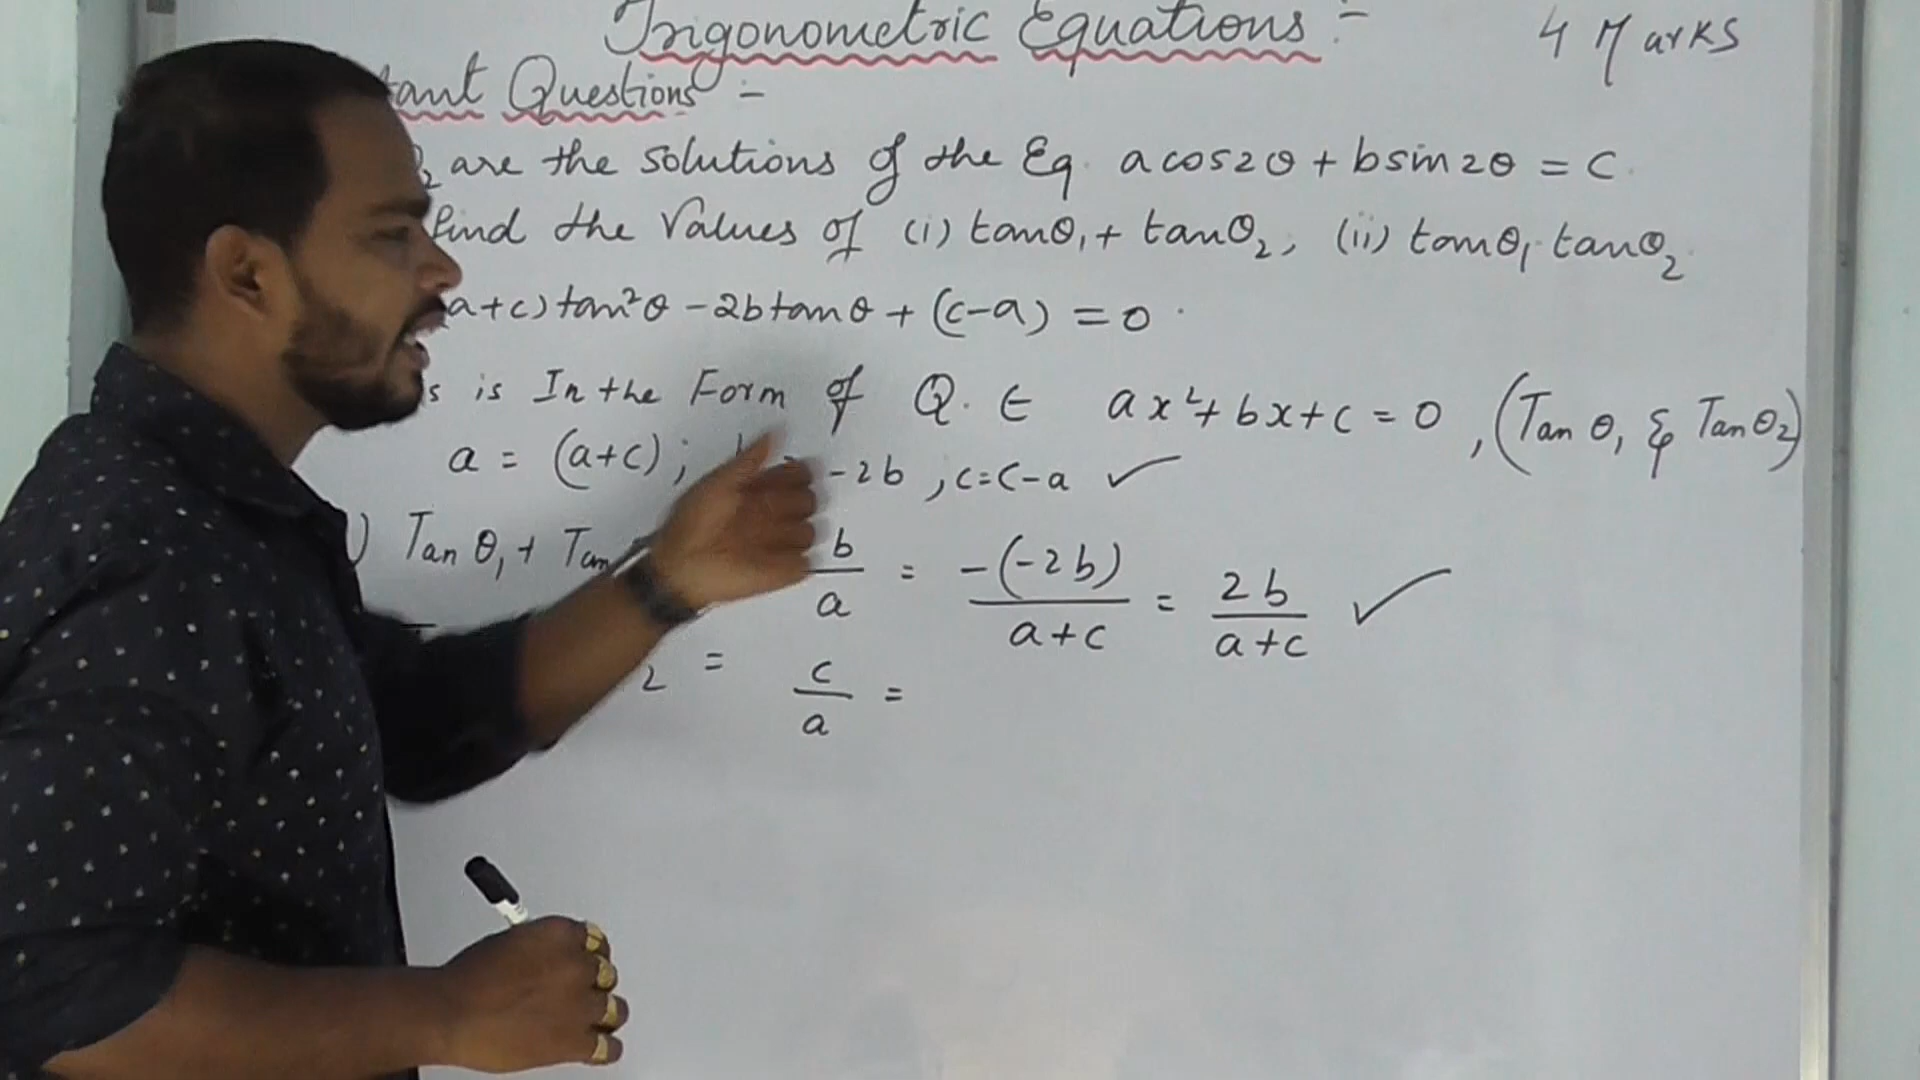 Trigonometric Equations :- 4 Marks
tant Questions -
2 are the solutions of the Eq. a cos2θ + b sin2θ = c.
find the Values of (i) tanθ₁ + tanθ₂, (ii) tanθ₁ · tanθ₂
a+c) tan²θ - 2b tanθ + (c-a) = 0.
s is In the Form of Q. E ax² + bx + c = 0, (Tan θ₁ & Tan θ₂)
a = (a+c); -2b, c = c-a ✓
) Tan θ₁ + Tan b/a = -(-2b)/a+c = 2b/a+c ✓
2 = c/a =